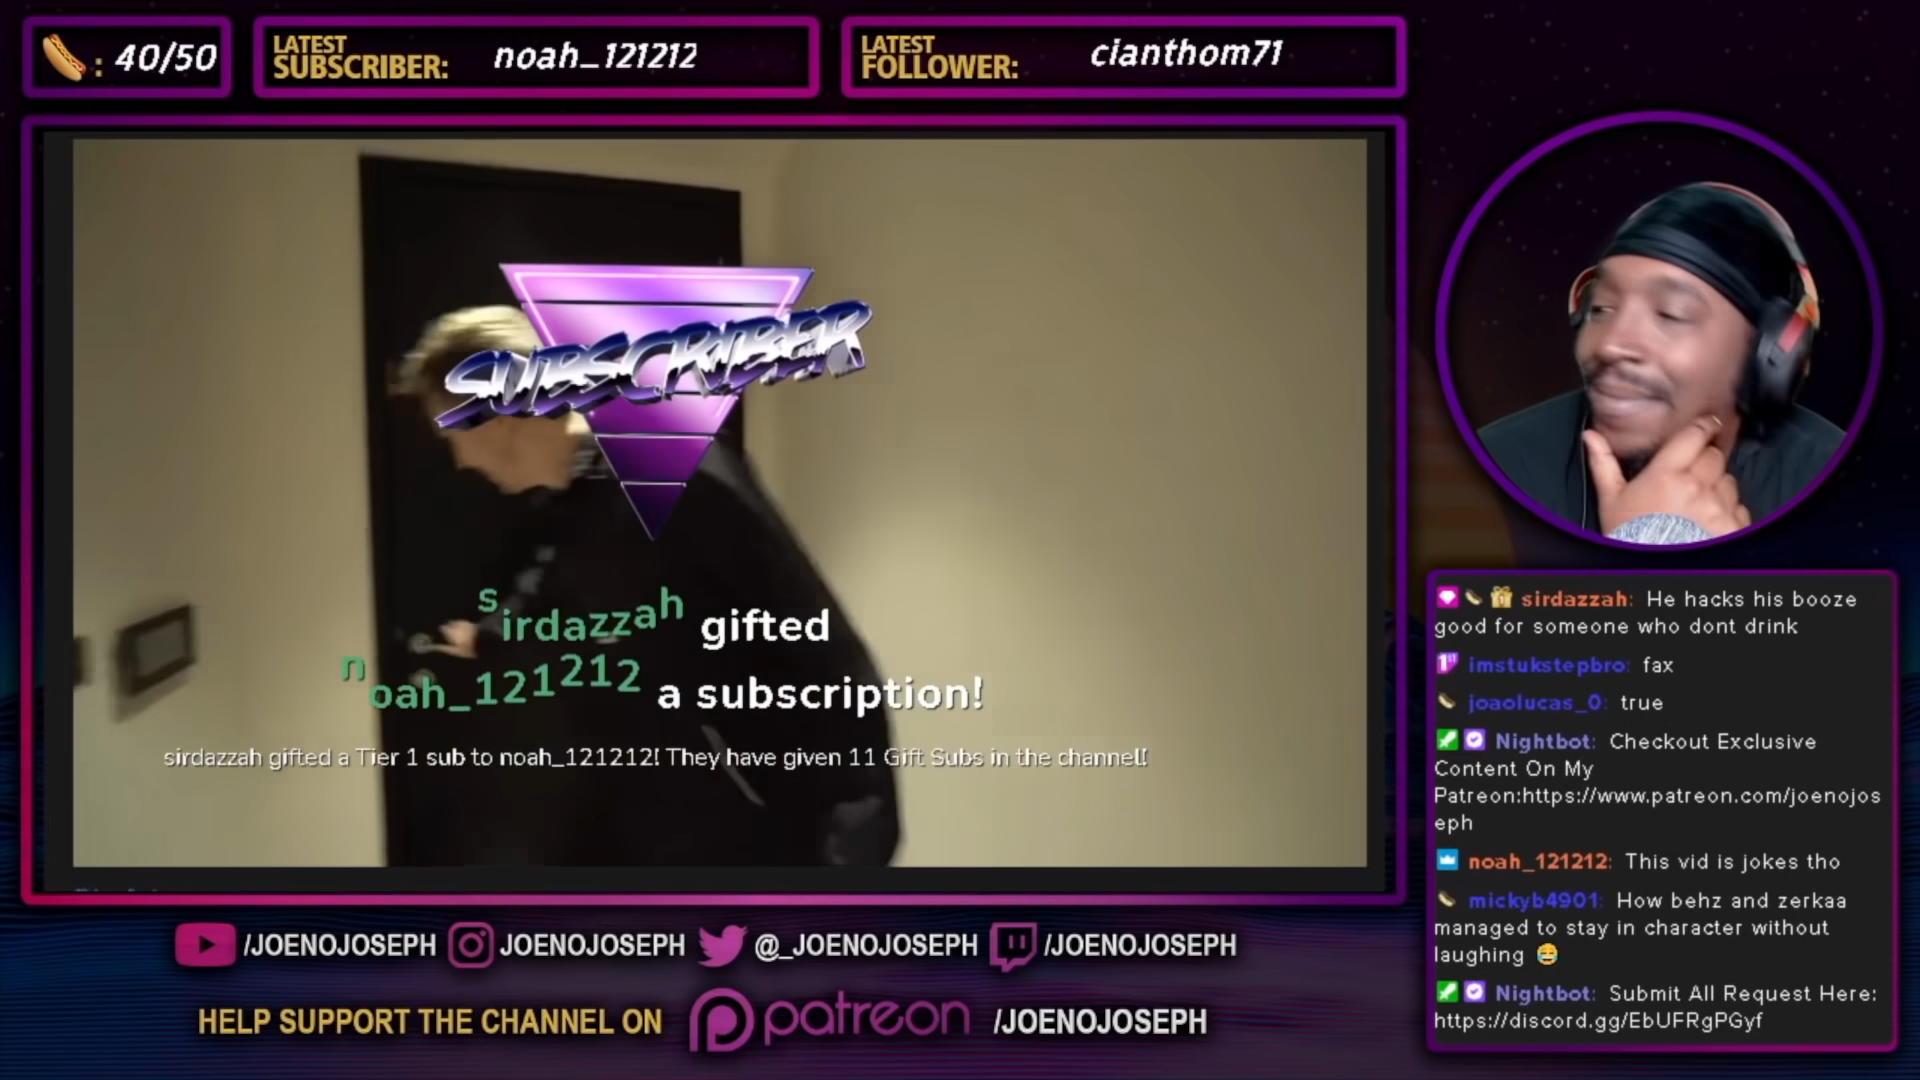 : 40/50
LATEST SUBSCRIBER: noah_121212
LATEST FOLLOWER: cianthom71
SUBSCRIBER
sirdazzah gifted
noah_121212 a subscription!
sirdazzah gifted a Tier 1 sub to noah_121212! They have given 11 Gift Subs in the channel!
sirdazzah: He hacks his booze
good for someone who dont drink
imstukstepbro: fax
joaolucas_0: true
Nightbot: Checkout Exclusive
Content On My
Patreon:https://www.patreon.com/joenojos
eph
noah_121212: This vid is jokes tho
mickyb4901: How behz and zerkaa
managed to stay in character without
laughing 😂
Nightbot: Submit All Request Here:
https://discord.gg/EbUFRgPGyf
/JOENOJOSEPH JOENOJOSEPH @_JOENOJOSEPH /JOENOJOSEPH
HELP SUPPORT THE CHANNEL ON patreon /JOENOJOSEPH